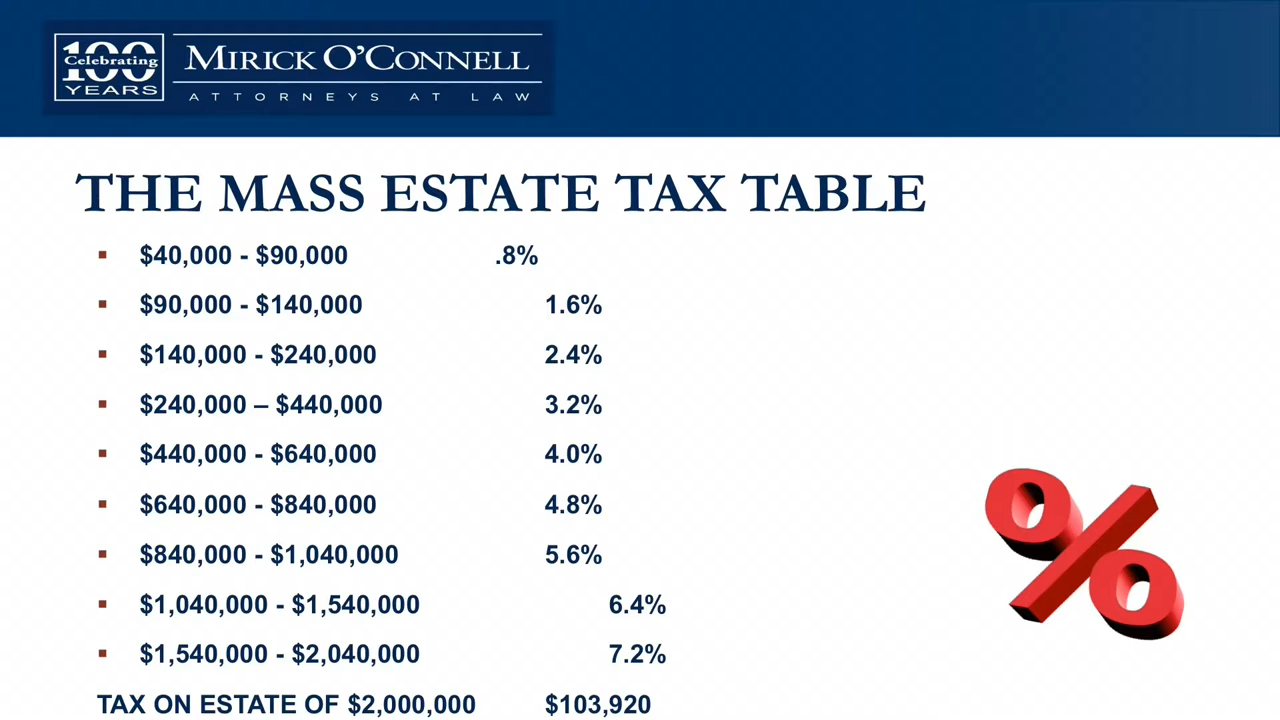 100
Celebrating
YEARS
MIRICK O'CONNELL
ATTORNEYS AT LAW
THE MASS ESTATE TAX TABLE
▪ $40,000 - $90,000 .8%
▪ $90,000 - $140,000 1.6%
▪ $140,000 - $240,000 2.4%
▪ $240,000 – $440,000 3.2%
▪ $440,000 - $640,000 4.0%
▪ $640,000 - $840,000 4.8%
▪ $840,000 - $1,040,000 5.6%
▪ $1,040,000 - $1,540,000 6.4%
▪ $1,540,000 - $2,040,000 7.2%
TAX ON ESTATE OF $2,000,000 $103,920
%